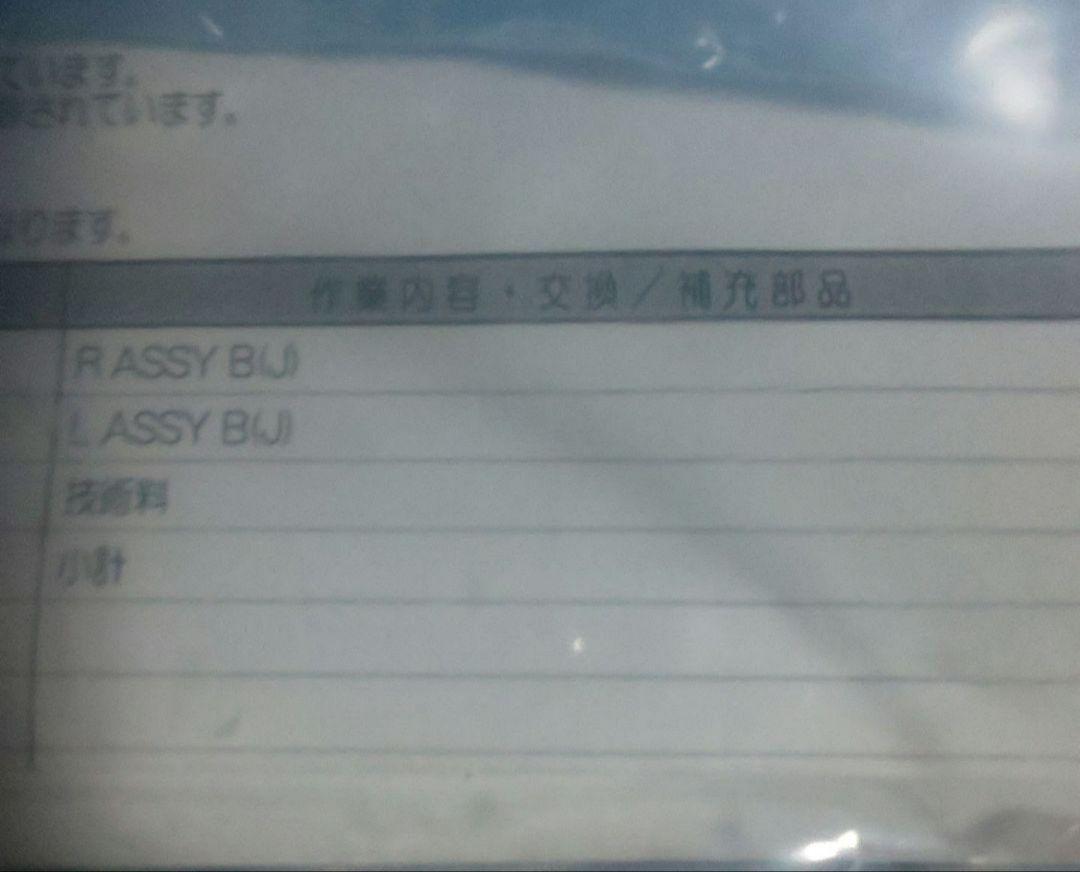 ています。
されています。
ります。
作業内容・交換／補充部品
R ASSY B(J)
L ASSY B(J)
技術料
小計